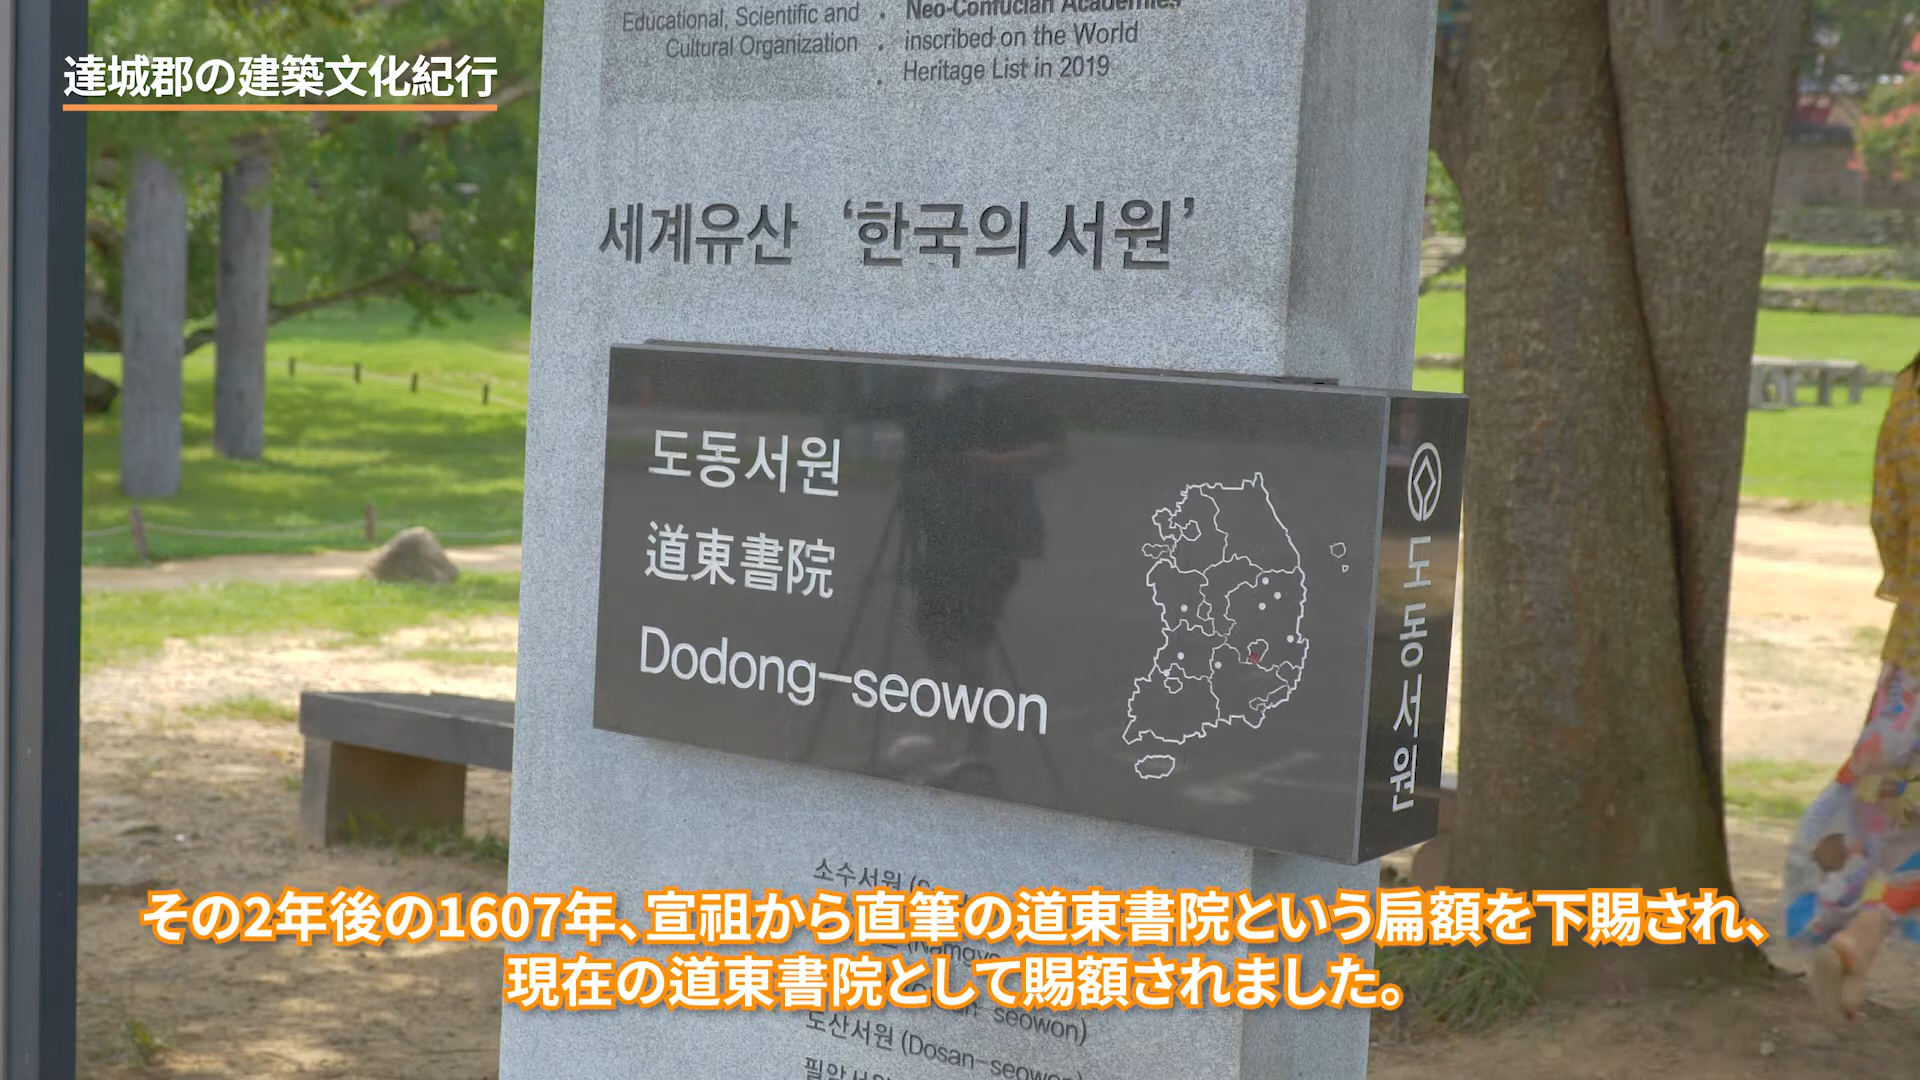 達城郡の建築文化紀行
Educational, Scientific and
Cultural Organization
Neo-Confucian Academies
inscribed on the World
Heritage List in 2019
세계유산 ‘한국의 서원’
도동서원
道東書院
Dodong-seowon
도동서원
소수서원
その2年後の1607年、宣祖から直筆の道東書院という扁額を下賜され、
現在の道東書院として賜額されました。
seowon)
도산서원 (Dosan-seowon)